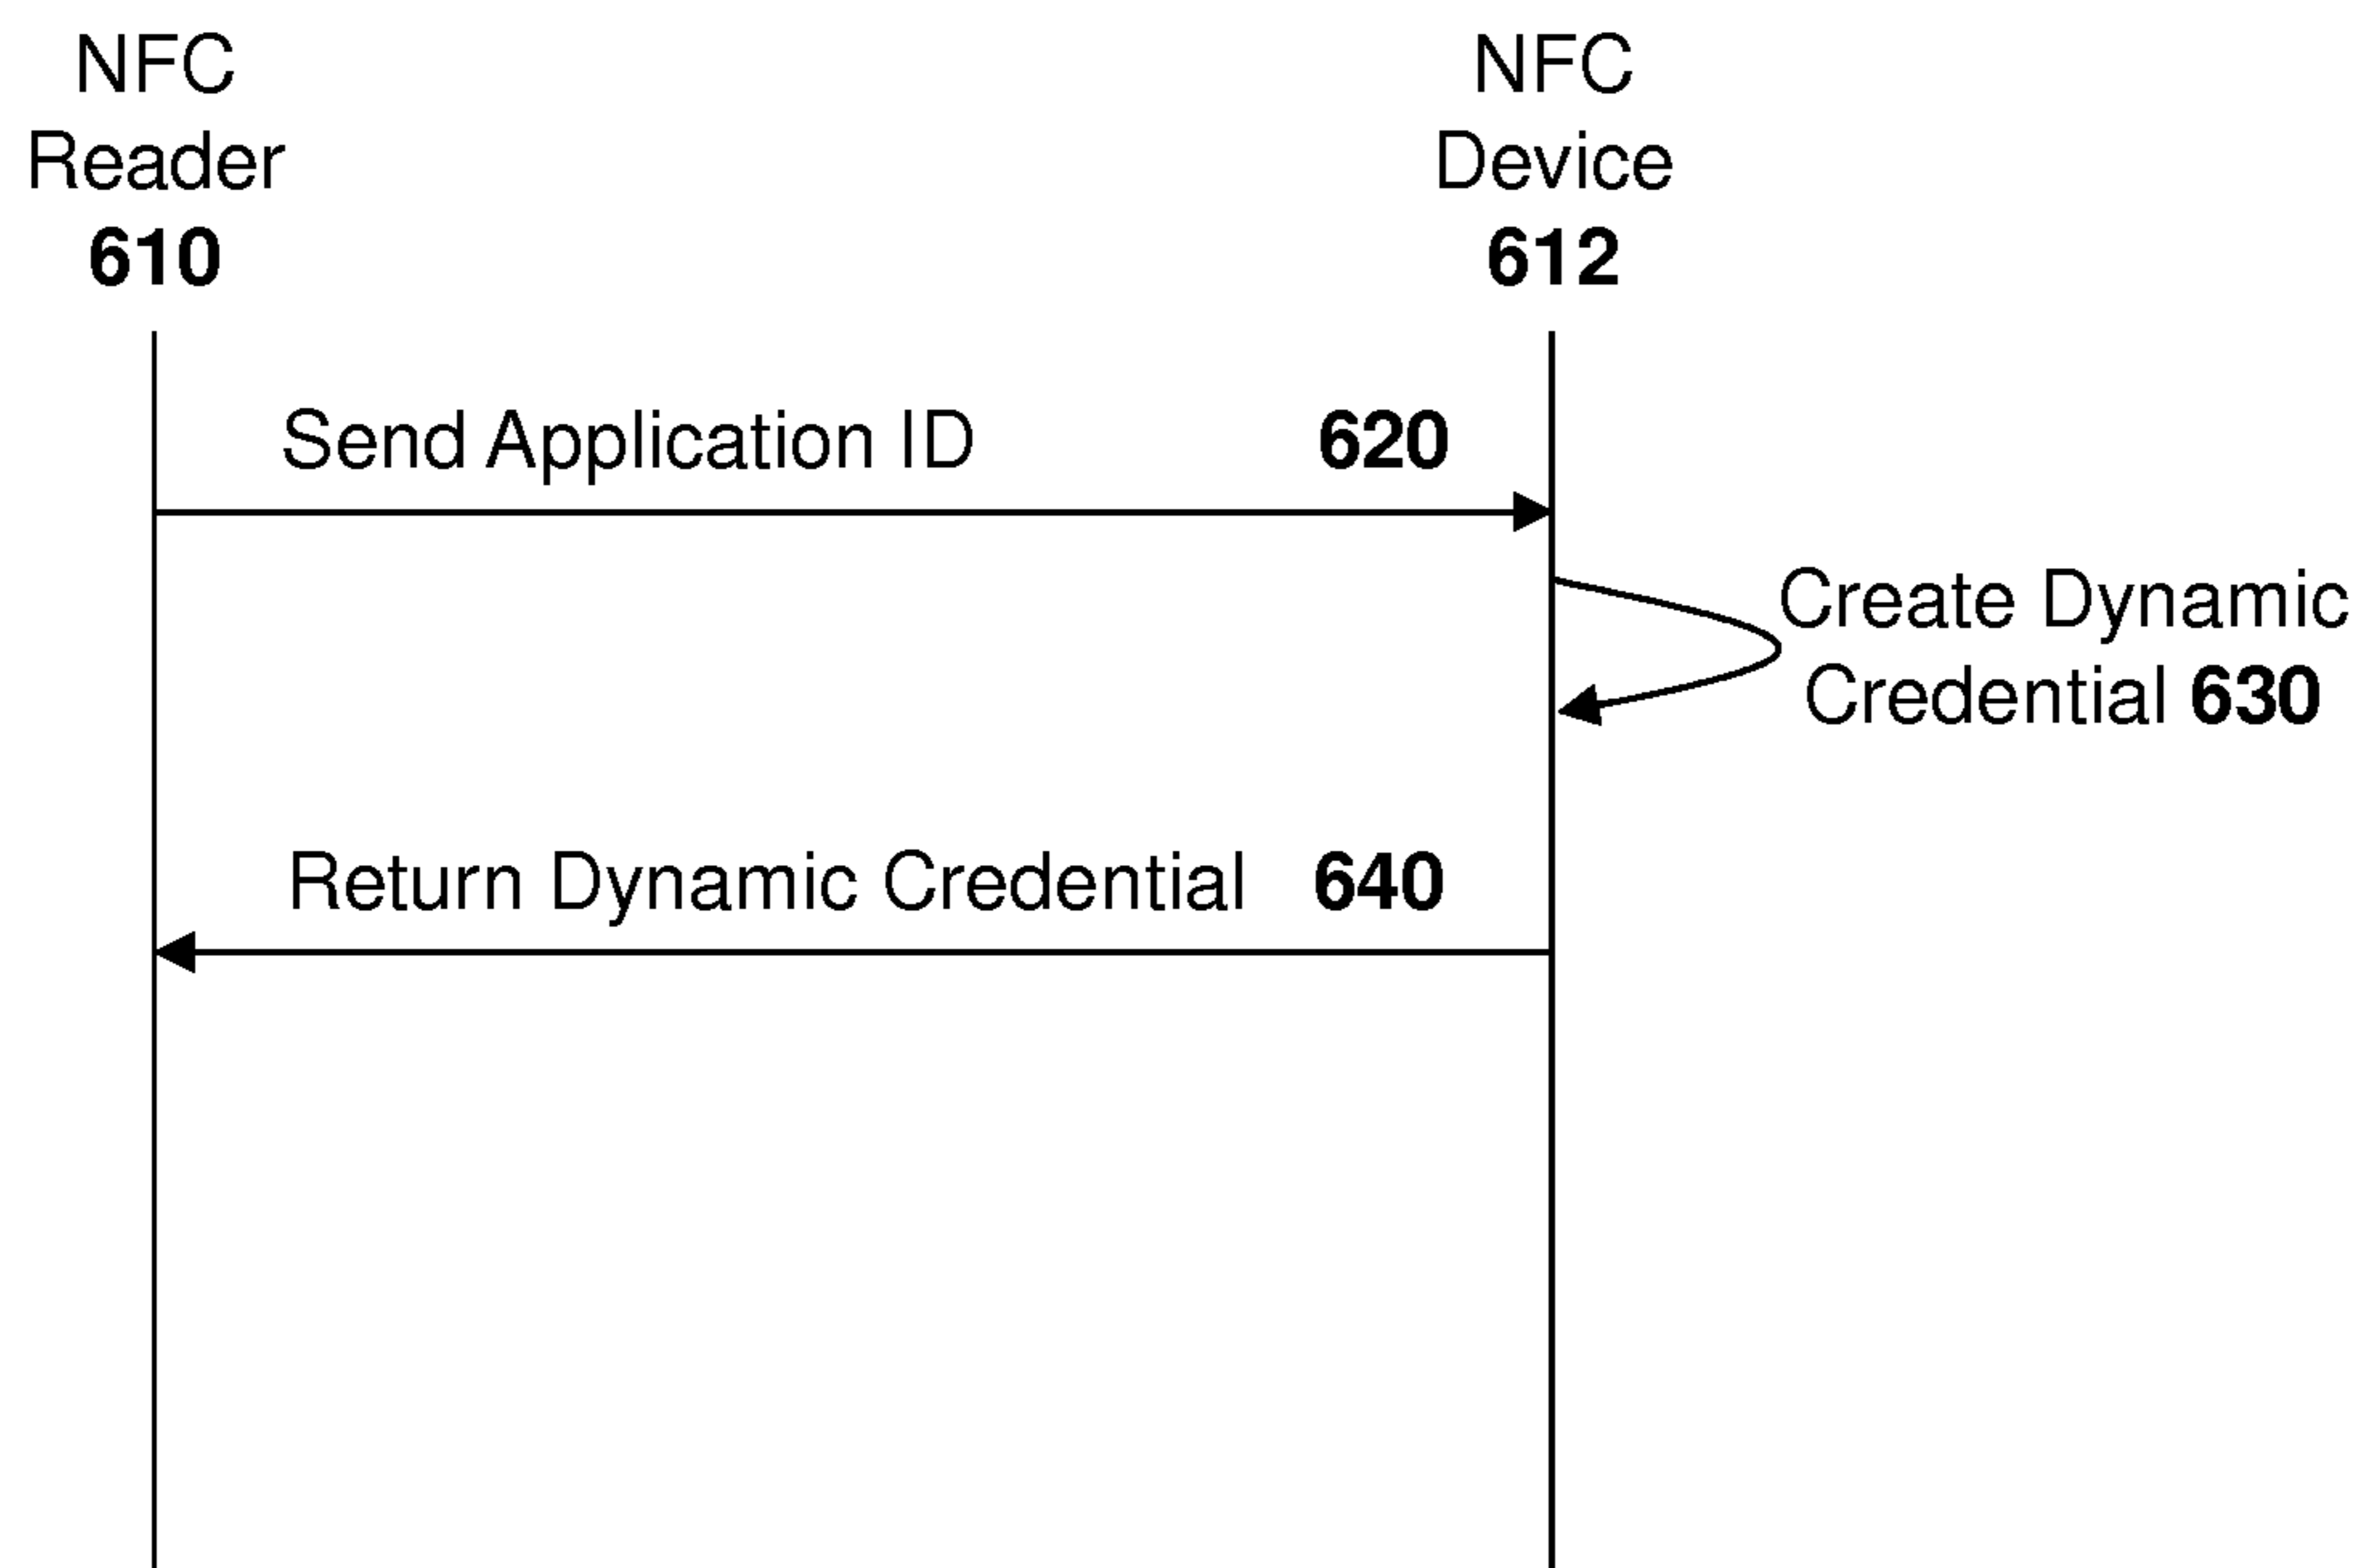 NFC
Reader
610
NFC
Device
612
Send Application ID 620
Create Dynamic
Credential 630
Return Dynamic Credential 640